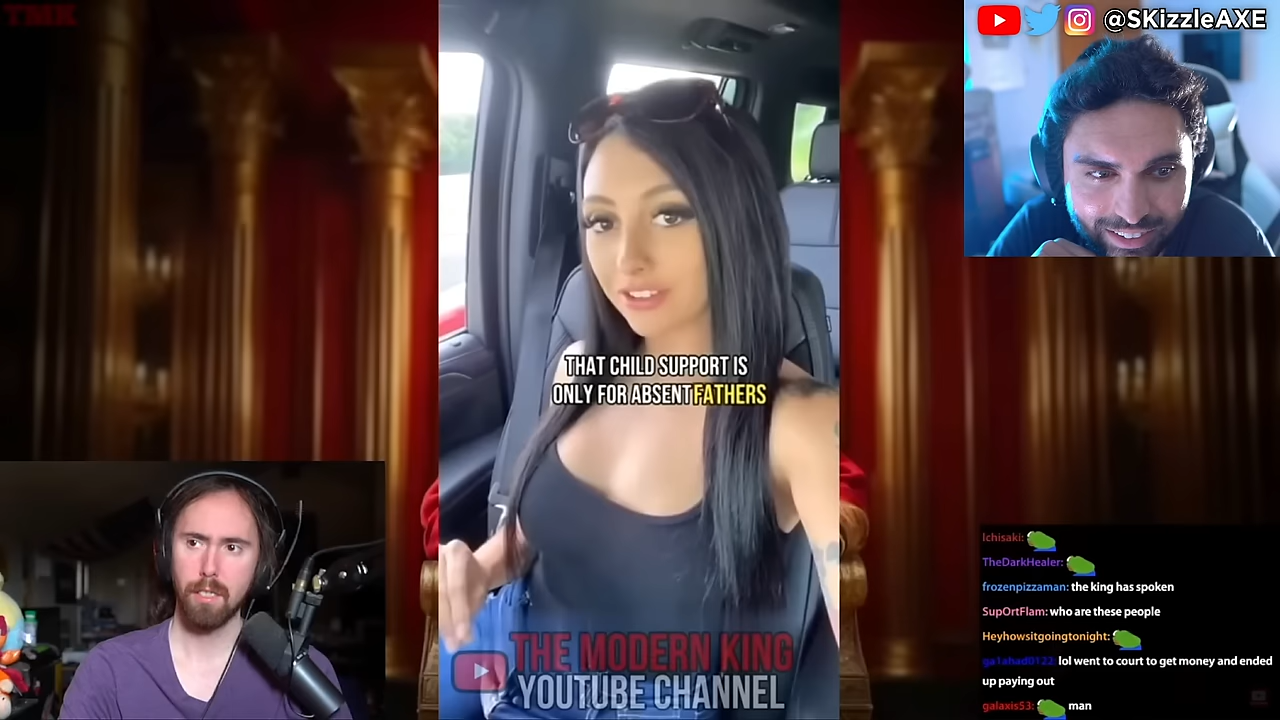 TMK
@SKizzleAXE
THAT CHILD SUPPORT IS
ONLY FOR ABSENT FATHERS
THE MODERN KING
YOUTUBE CHANNEL
Ichisaki:
TheDarkHealer:
frozenpizzaman: the king has spoken
SupOrtFlam: who are these people
Heyhowsitgoingtonight:
ga1ahad0122: lol went to court to get money and ended
up paying out
galaxis53: man